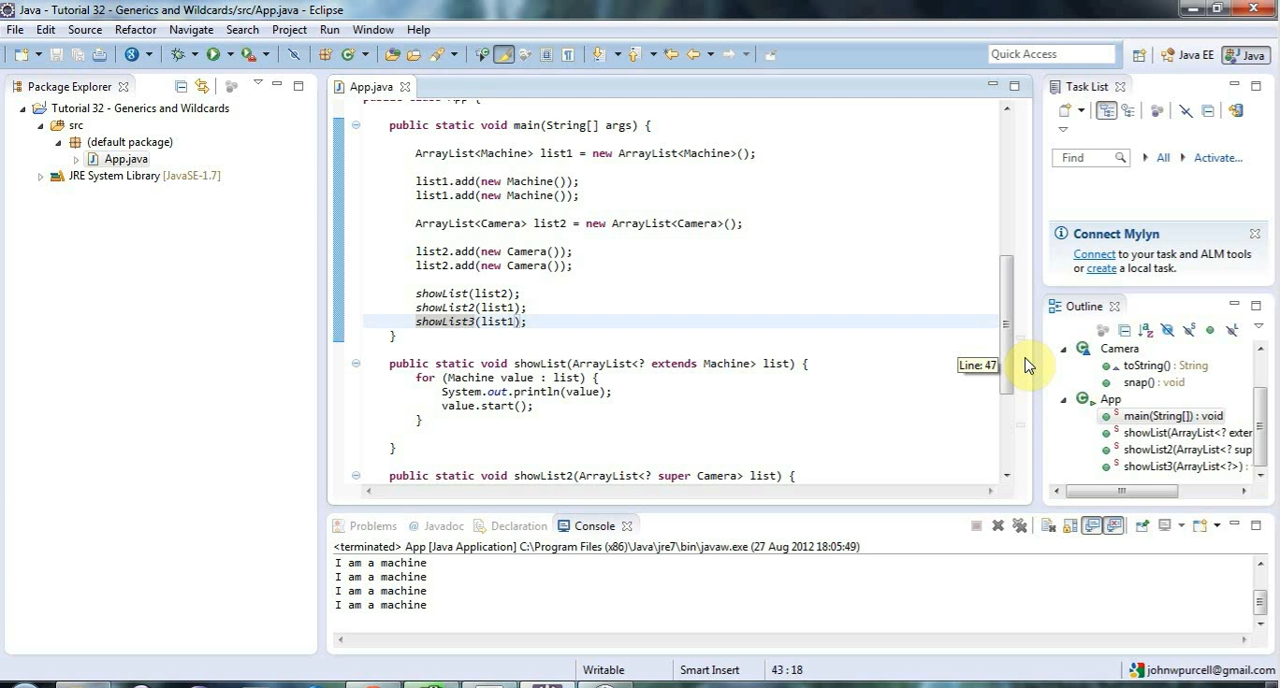 Java - Tutorial 32 - Generics and Wildcards/src/App.java - Eclipse
File Edit Source Refactor Navigate Search Project Run Window Help
Quick Access
Java EE
Java
Package Explorer
Tutorial 32 - Generics and Wildcards
src
(default package)
App.java
JRE System Library [JavaSE-1.7]
App.java
public static void main(String[] args) {
ArrayList<Machine> list1 = new ArrayList<Machine>();
list1.add(new Machine());
list1.add(new Machine());
ArrayList<Camera> list2 = new ArrayList<Camera>();
list2.add(new Camera());
list2.add(new Camera());
showList(list2);
showList2(list1);
showList3(list1);
}
public static void showList(ArrayList<? extends Machine> list) {
for (Machine value : list) {
System.out.println(value);
value.start();
}
}
public static void showList2(ArrayList<? super Camera> list) {
Line: 47
Task List
Find
All
Activate...
Connect Mylyn
Connect to your task and ALM tools
or create a local task.
Outline
Camera
toString() : String
snap() : void
App
main(String[]) : void
showList(ArrayList<? exter
showList2(ArrayList<? sup
showList3(ArrayList<?>) :
Problems @ Javadoc Declaration Console
<terminated> App [Java Application] C:\Program Files (x86)\Java\jre7\bin\javaw.exe (27 Aug 2012 18:05:49)
I am a machine
I am a machine
I am a machine
I am a machine
Writable Smart Insert 43 : 18 johnwpurcell@gmail.com